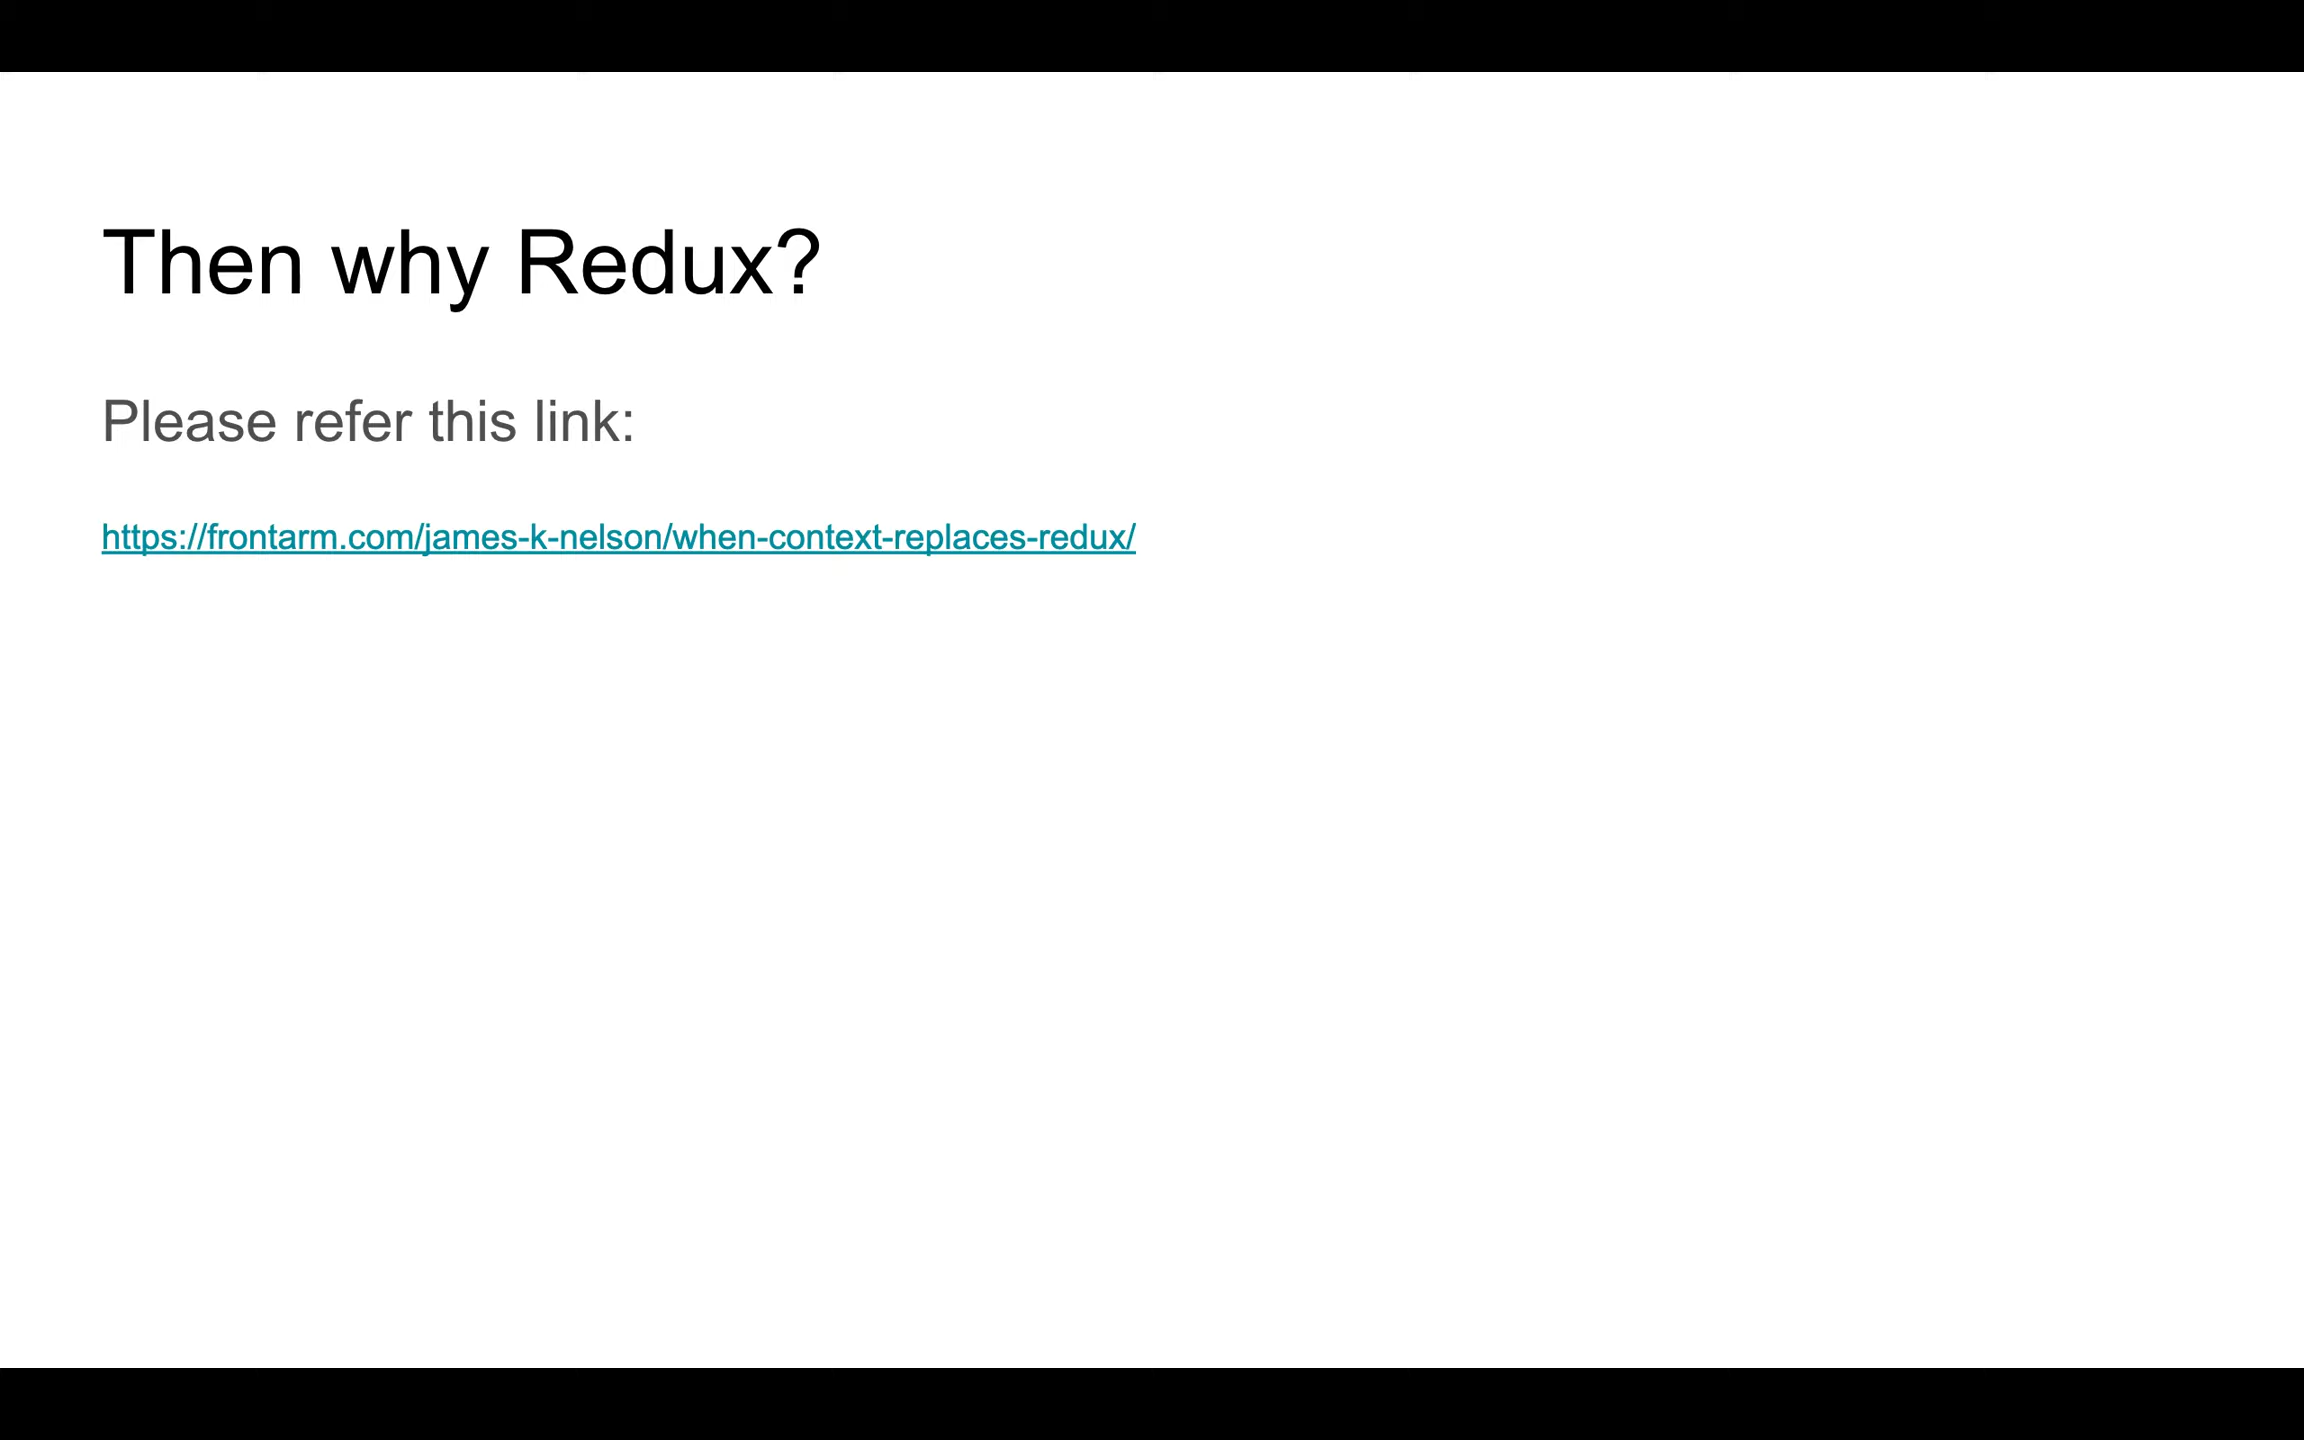 Then why Redux?
Please refer this link:
https://frontarm.com/james-k-nelson/when-context-replaces-redux/